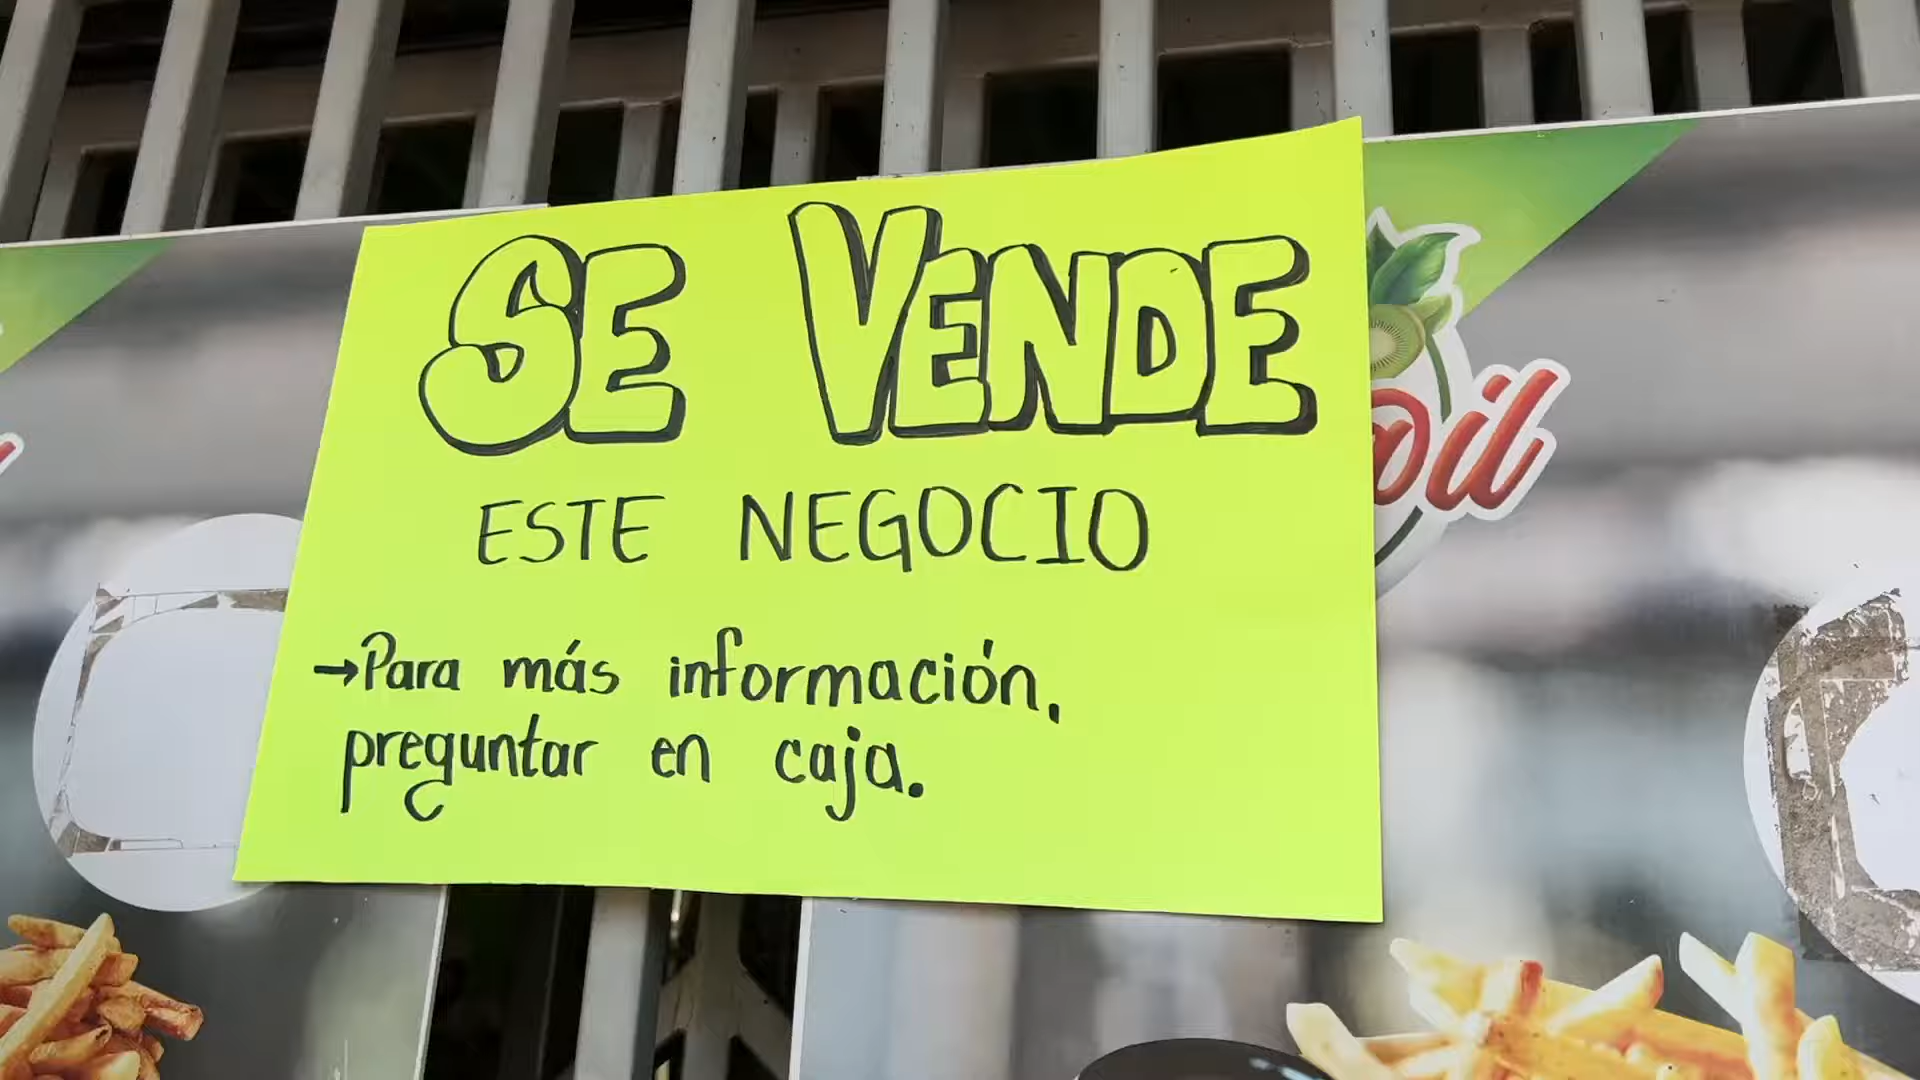 SE VENDE
ESTE NEGOCIO
→Para más información,
preguntar en caja.